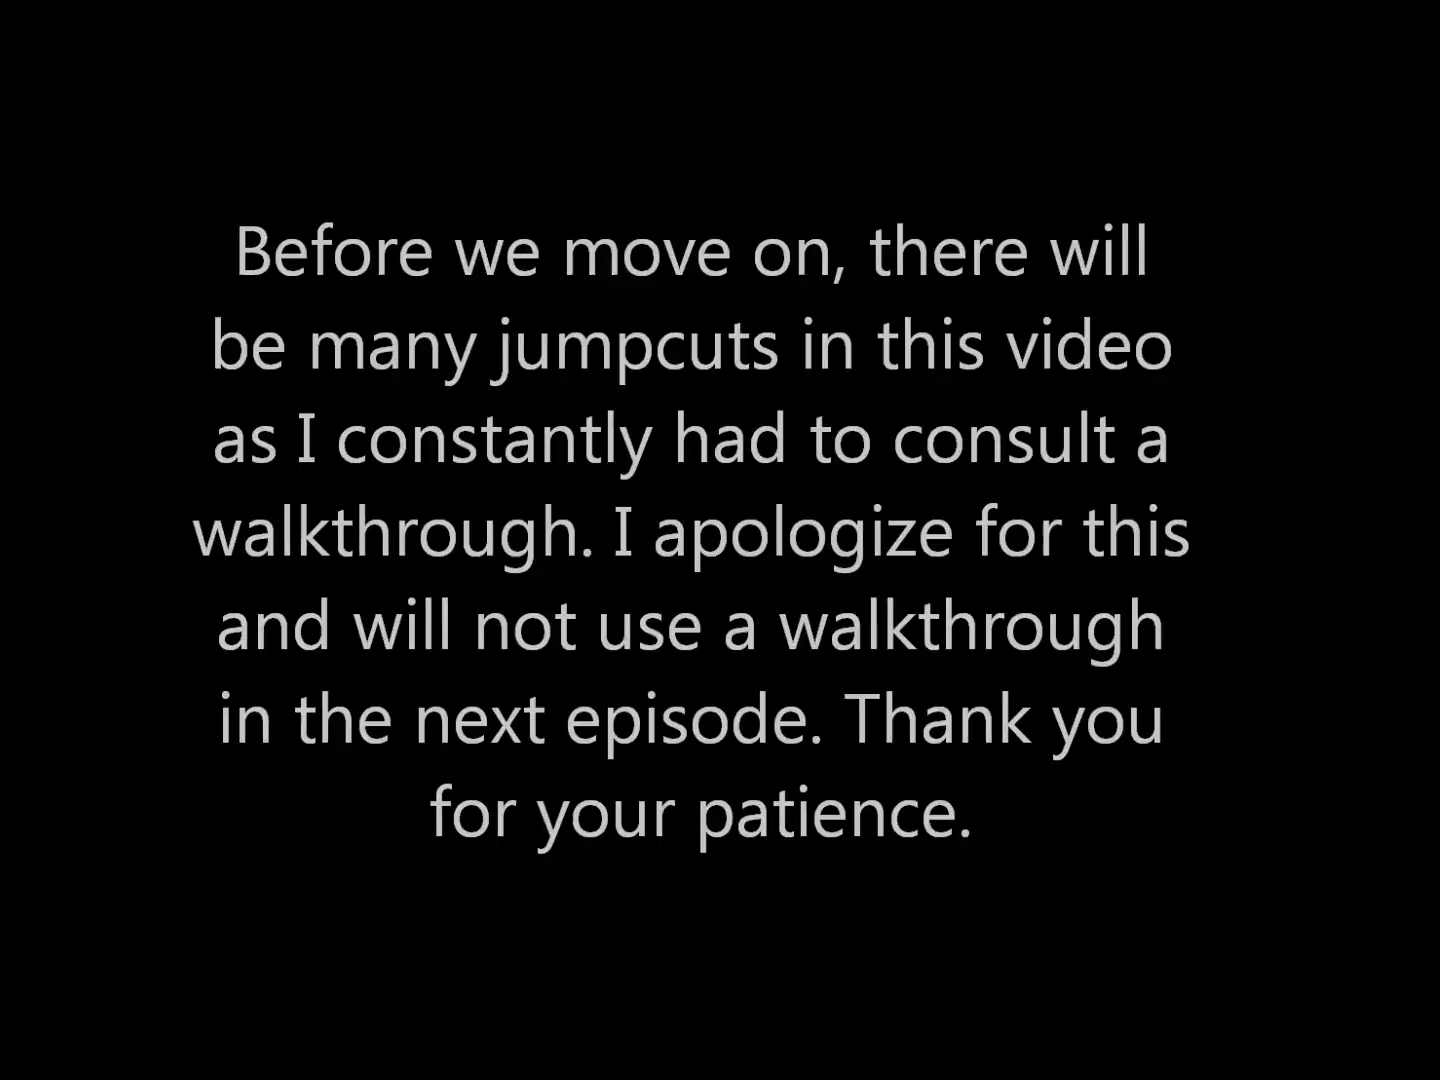 Before we move on, there will
be many jumpcuts in this video
as I constantly had to consult a
walkthrough. I apologize for this
and will not use a walkthrough
in the next episode. Thank you
for your patience.